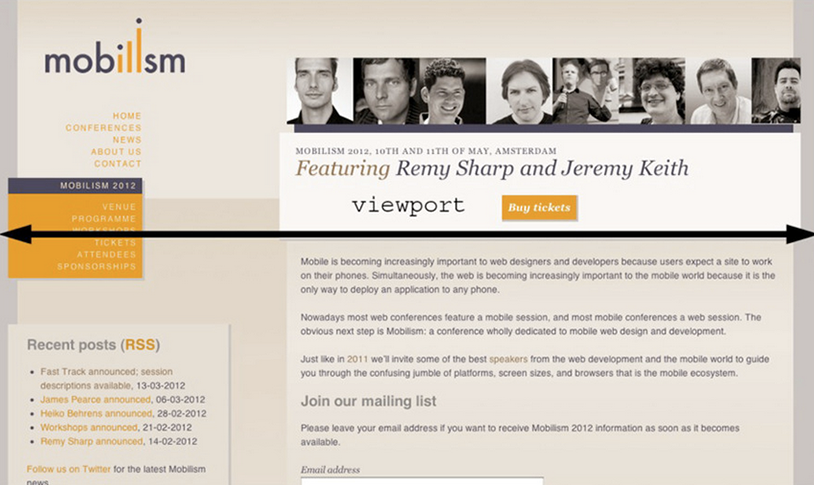 mobilism
HOME
CONFERENCES
NEWS
ABOUT US
CONTACT
MOBILISM 2012
VENUE
PROGRAMME
WORKSHOPS
TICKETS
ATTENDEES
SPONSORSHIPS
MOBILISM 2012, 10TH AND 11TH OF MAY, AMSTERDAM
Featuring Remy Sharp and Jeremy Keith
viewport
Buy tickets
Mobile is becoming increasingly important to web designers and developers because users expect a site to work
on their phones. Simultaneously, the web is becoming increasingly important to the mobile world because it is the
only way to deploy an application to any phone.
Nowadays most web conferences feature a mobile session, and most mobile conferences a web session. The
obvious next step is Mobilism: a conference wholly dedicated to mobile web design and development.
Just like in 2011 we'll invite some of the best speakers from the web development and the mobile world to guide
you through the confusing jumble of platforms, screen sizes, and browsers that is the mobile ecosystem.
Join our mailing list
Please leave your email address if you want to receive Mobilism 2012 information as soon as it becomes
available.
Email address
Recent posts (RSS)
Fast Track announced; session
descriptions available, 13-03-2012
James Pearce announced, 06-03-2012
Heiko Behrens announced, 28-02-2012
Workshops announced, 21-02-2012
Remy Sharp announced, 14-02-2012
Follow us on Twitter for the latest Mobilism
news